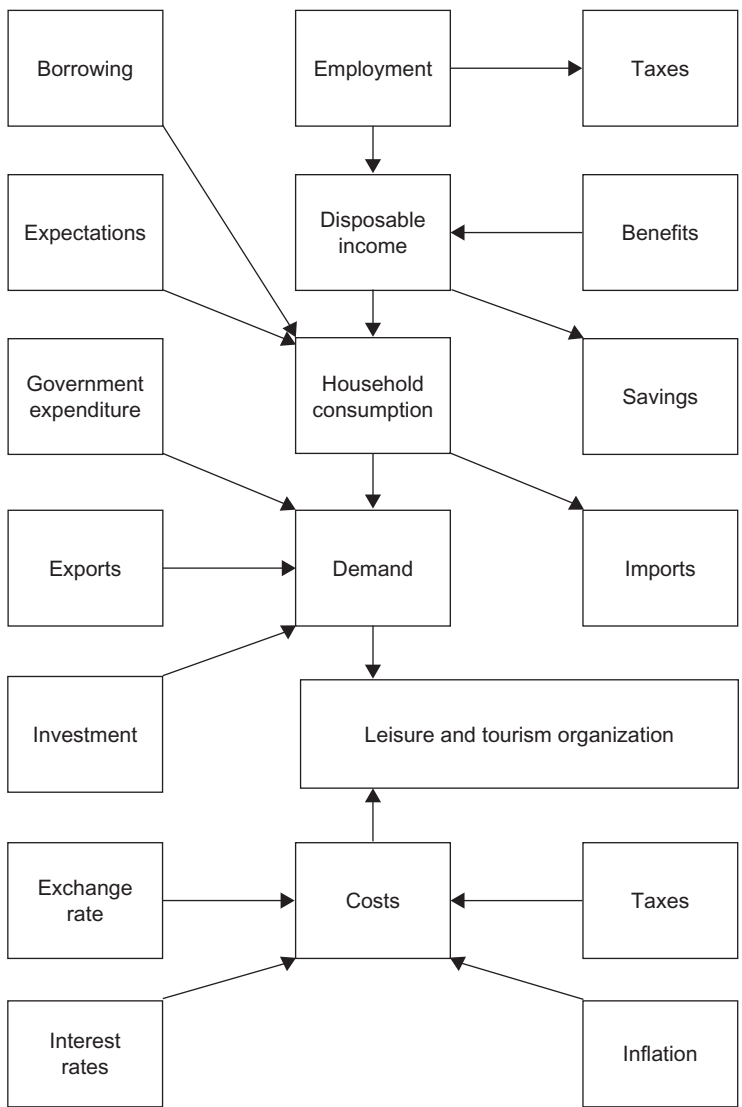 Borrowing
Employment
Taxes
Expectations
Disposable
income
Benefits
Government
expenditure
Household
consumption
Savings
Exports
Demand
Imports
Investment
Leisure and tourism organization
Exchange
rate
Costs
Taxes
Interest
rates
Inflation